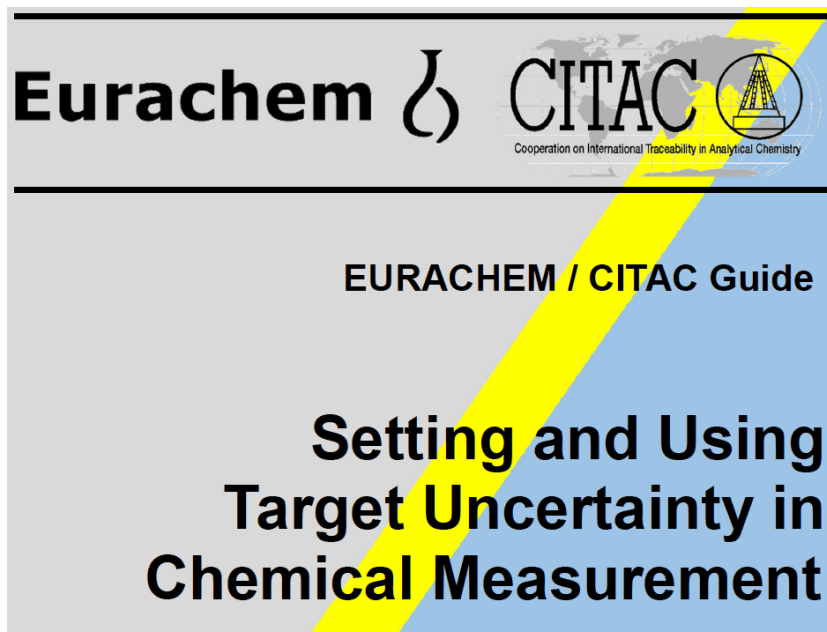 Eurachem
CITAC
Cooperation on International Traceability in Analytical Chemistry
EURACHEM / CITAC Guide
Setting and Using
Target Uncertainty in
Chemical Measurement